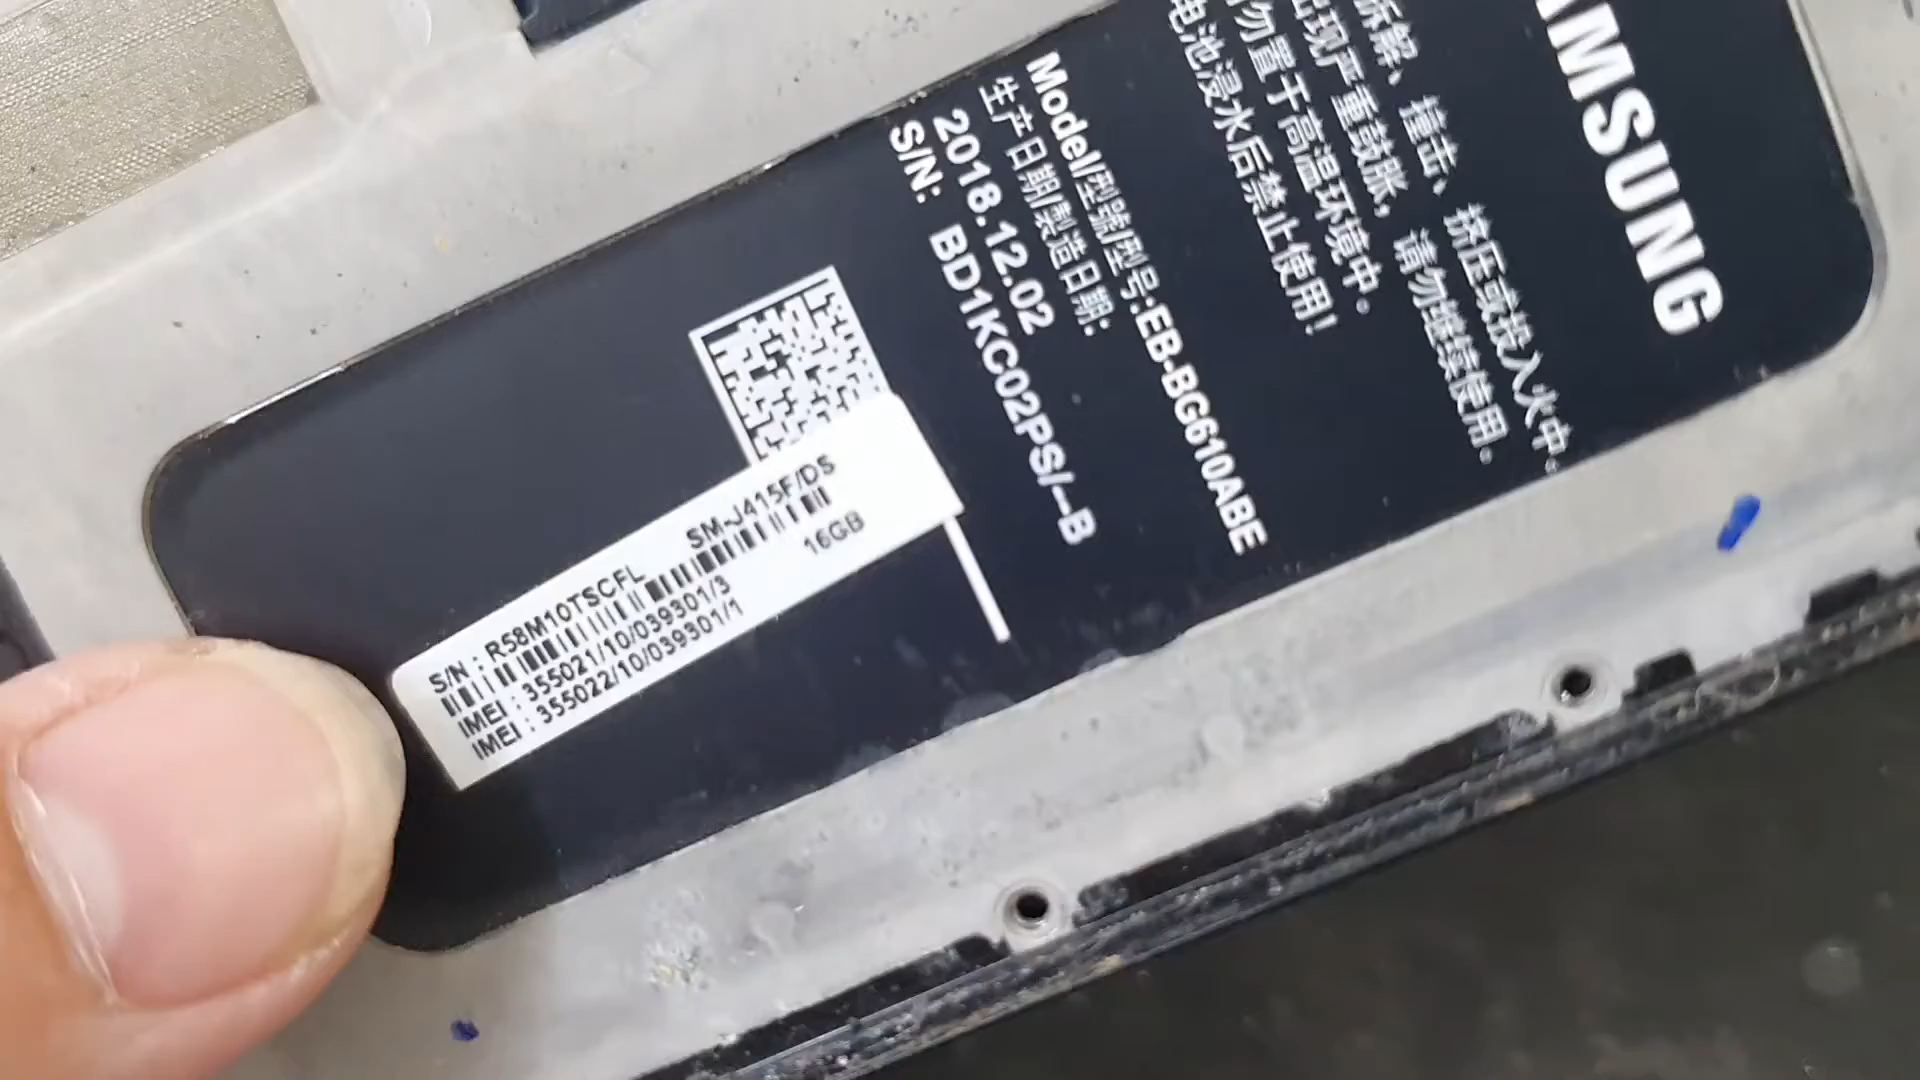 AMSUNG
拆解、撞击、挤压或投入火中。
出现严重鼓胀，请勿继续使用。
勿置于高温环境中。
电池浸水后禁止使用！
Model/型號/型号:EB-BG610ABE
生产日期/製造日期:
2018.12.02
S/N: BD1KC02PS/--B
SM-J415F/DS
S/N : R58M10TSCFL
16GB
IMEI : 355021/10/039301/3
IMEI : 355022/10/039301/1